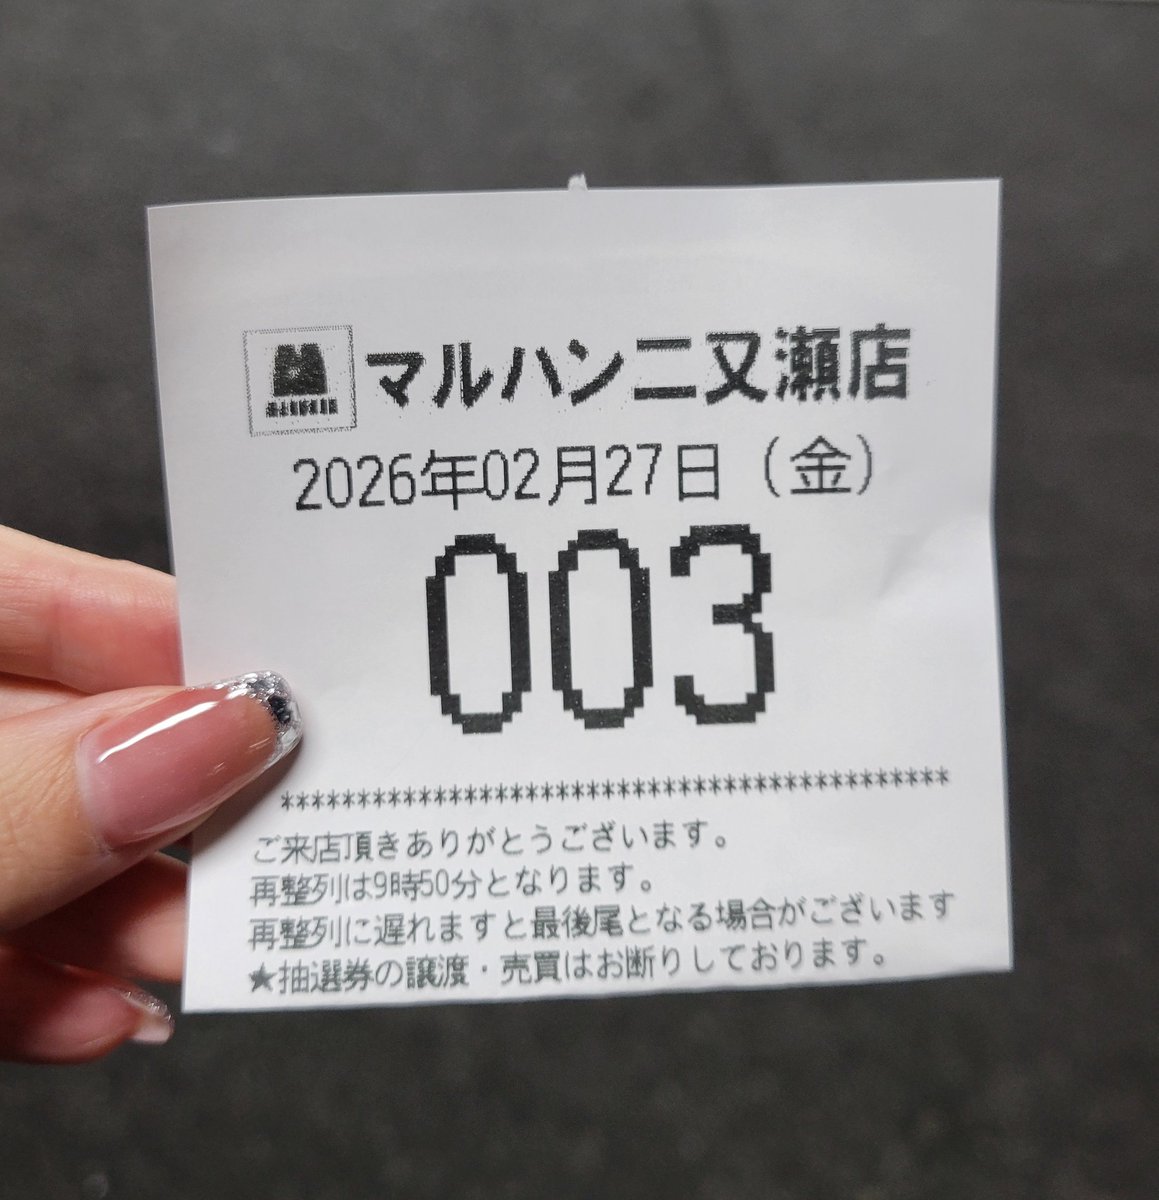 マルハン二又瀬店
2026年02月27日（金）
003
********************************************
ご来店頂きありがとうございます。
再整列は9時50分となります。
再整列に遅れますと最後尾となる場合がございます
★抽選券の譲渡・売買はお断りしております。